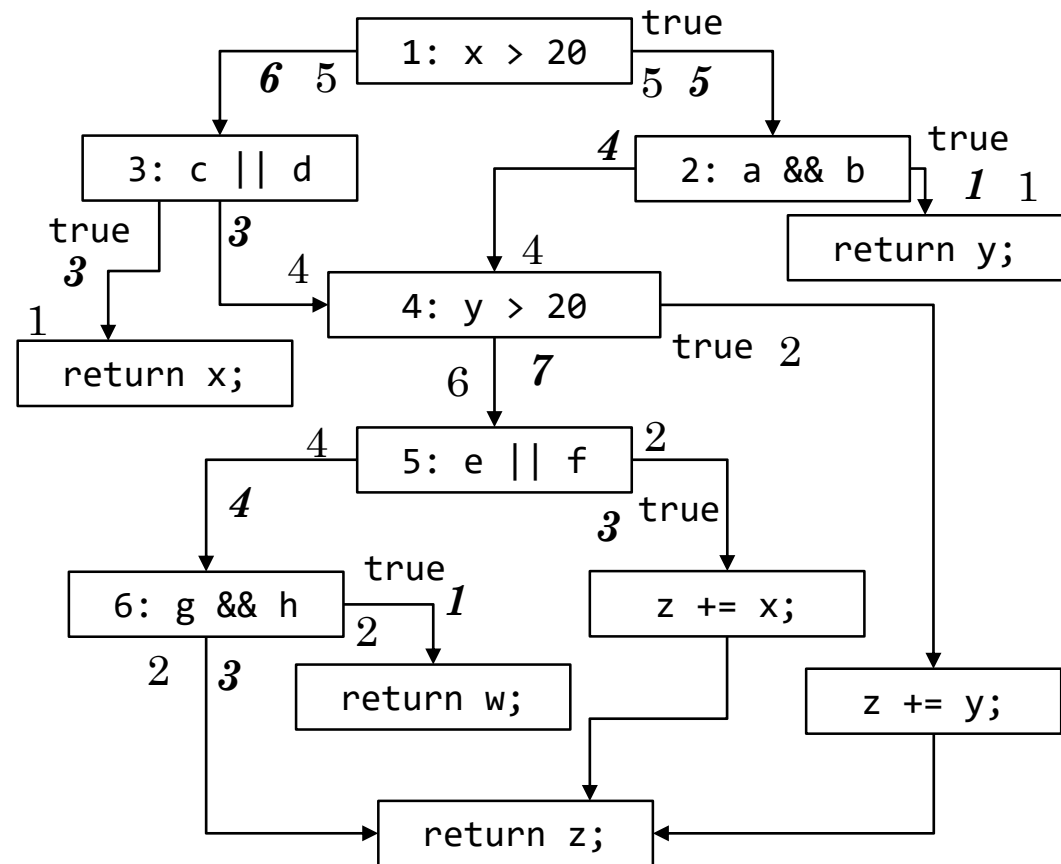 true
1: x > 20
6 5
5 5
true
4
3: c || d
2: a && b
1 1
true
3
3
return y;
4
4
1
4: y > 20
true 2
return x;
6
7
4
5: e || f
2
4
3 true
true
1
6: g && h
2
z += x;
2
3
return w;
z += y;
return z;